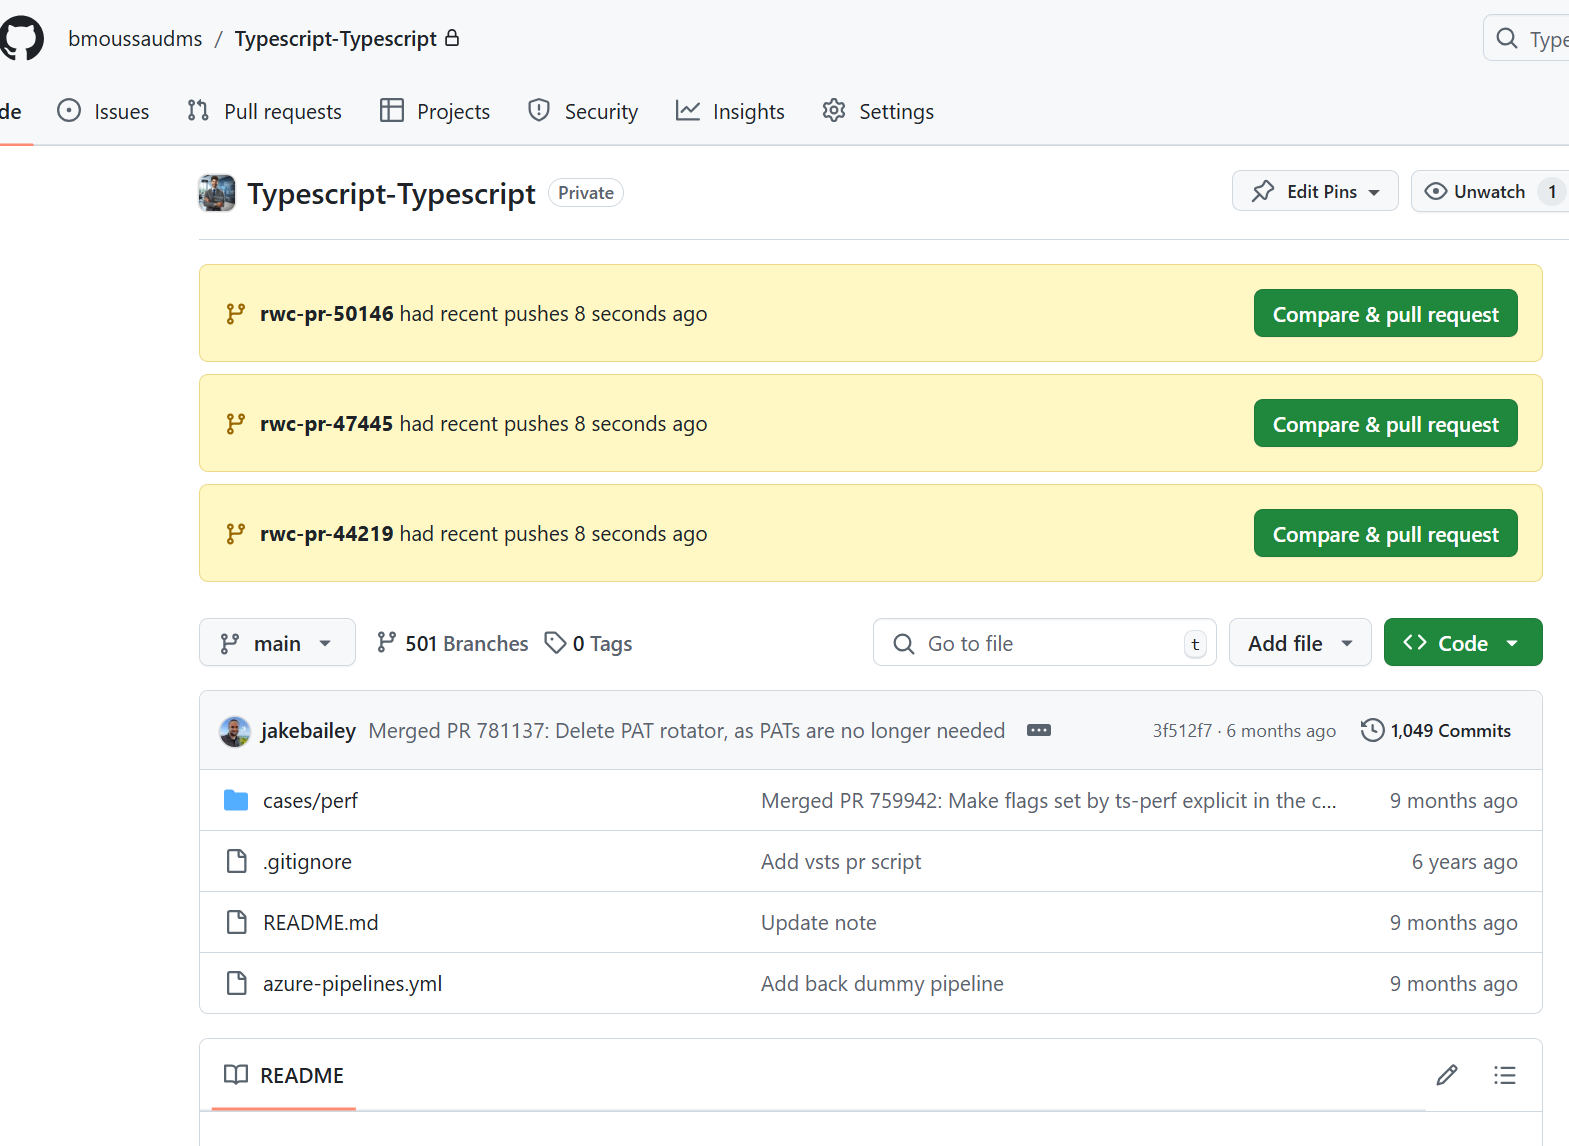 bmoussaudms / Typescript-Typescript
Type
de
Issues
Pull requests
Projects
Security
Insights
Settings
Typescript-Typescript
Private
Edit Pins
Unwatch 1
rwc-pr-50146 had recent pushes 8 seconds ago
Compare & pull request
rwc-pr-47445 had recent pushes 8 seconds ago
Compare & pull request
rwc-pr-44219 had recent pushes 8 seconds ago
Compare & pull request
main
501 Branches
0 Tags
Go to file
t
Add file
Code
jakebailey Merged PR 781137: Delete PAT rotator, as PATs are no longer needed
3f512f7 · 6 months ago
1,049 Commits
cases/perf
Merged PR 759942: Make flags set by ts-perf explicit in the c...
9 months ago
.gitignore
Add vsts pr script
6 years ago
README.md
Update note
9 months ago
azure-pipelines.yml
Add back dummy pipeline
9 months ago
README